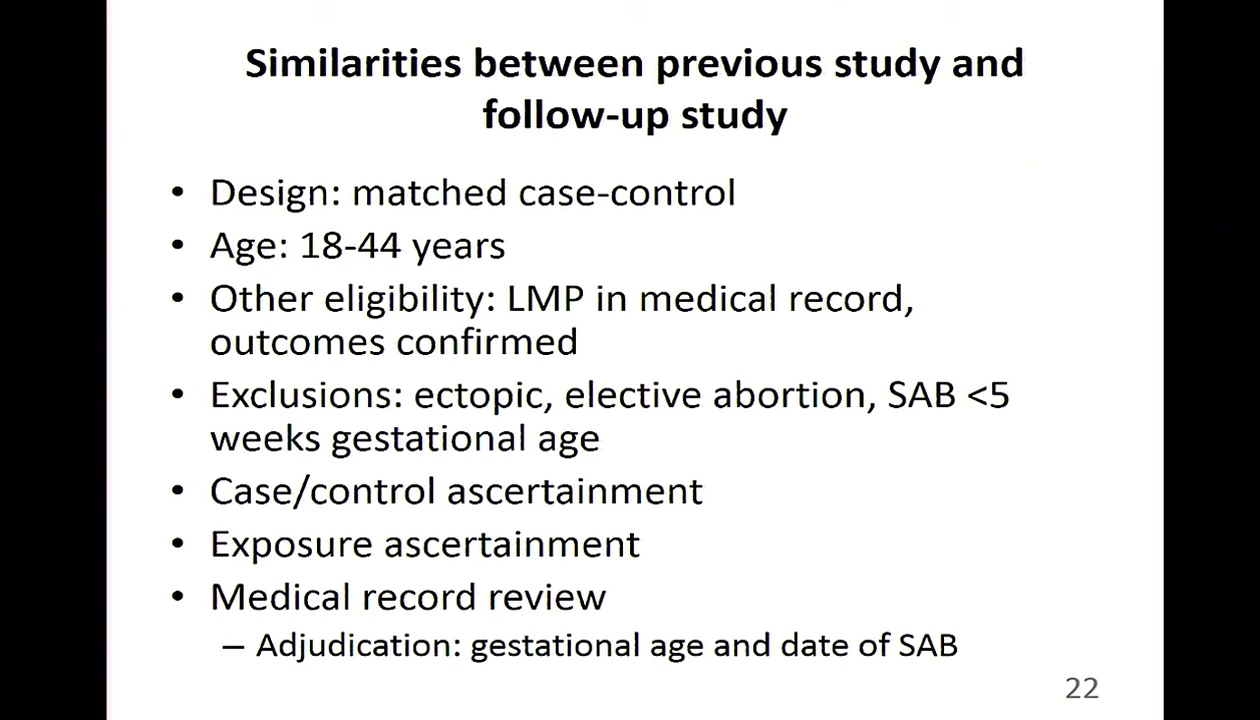 Similarities between previous study and
follow-up study
• Design: matched case-control
• Age: 18-44 years
• Other eligibility: LMP in medical record,
outcomes confirmed
• Exclusions: ectopic, elective abortion, SAB <5
weeks gestational age
• Case/control ascertainment
• Exposure ascertainment
• Medical record review
– Adjudication: gestational age and date of SAB
22